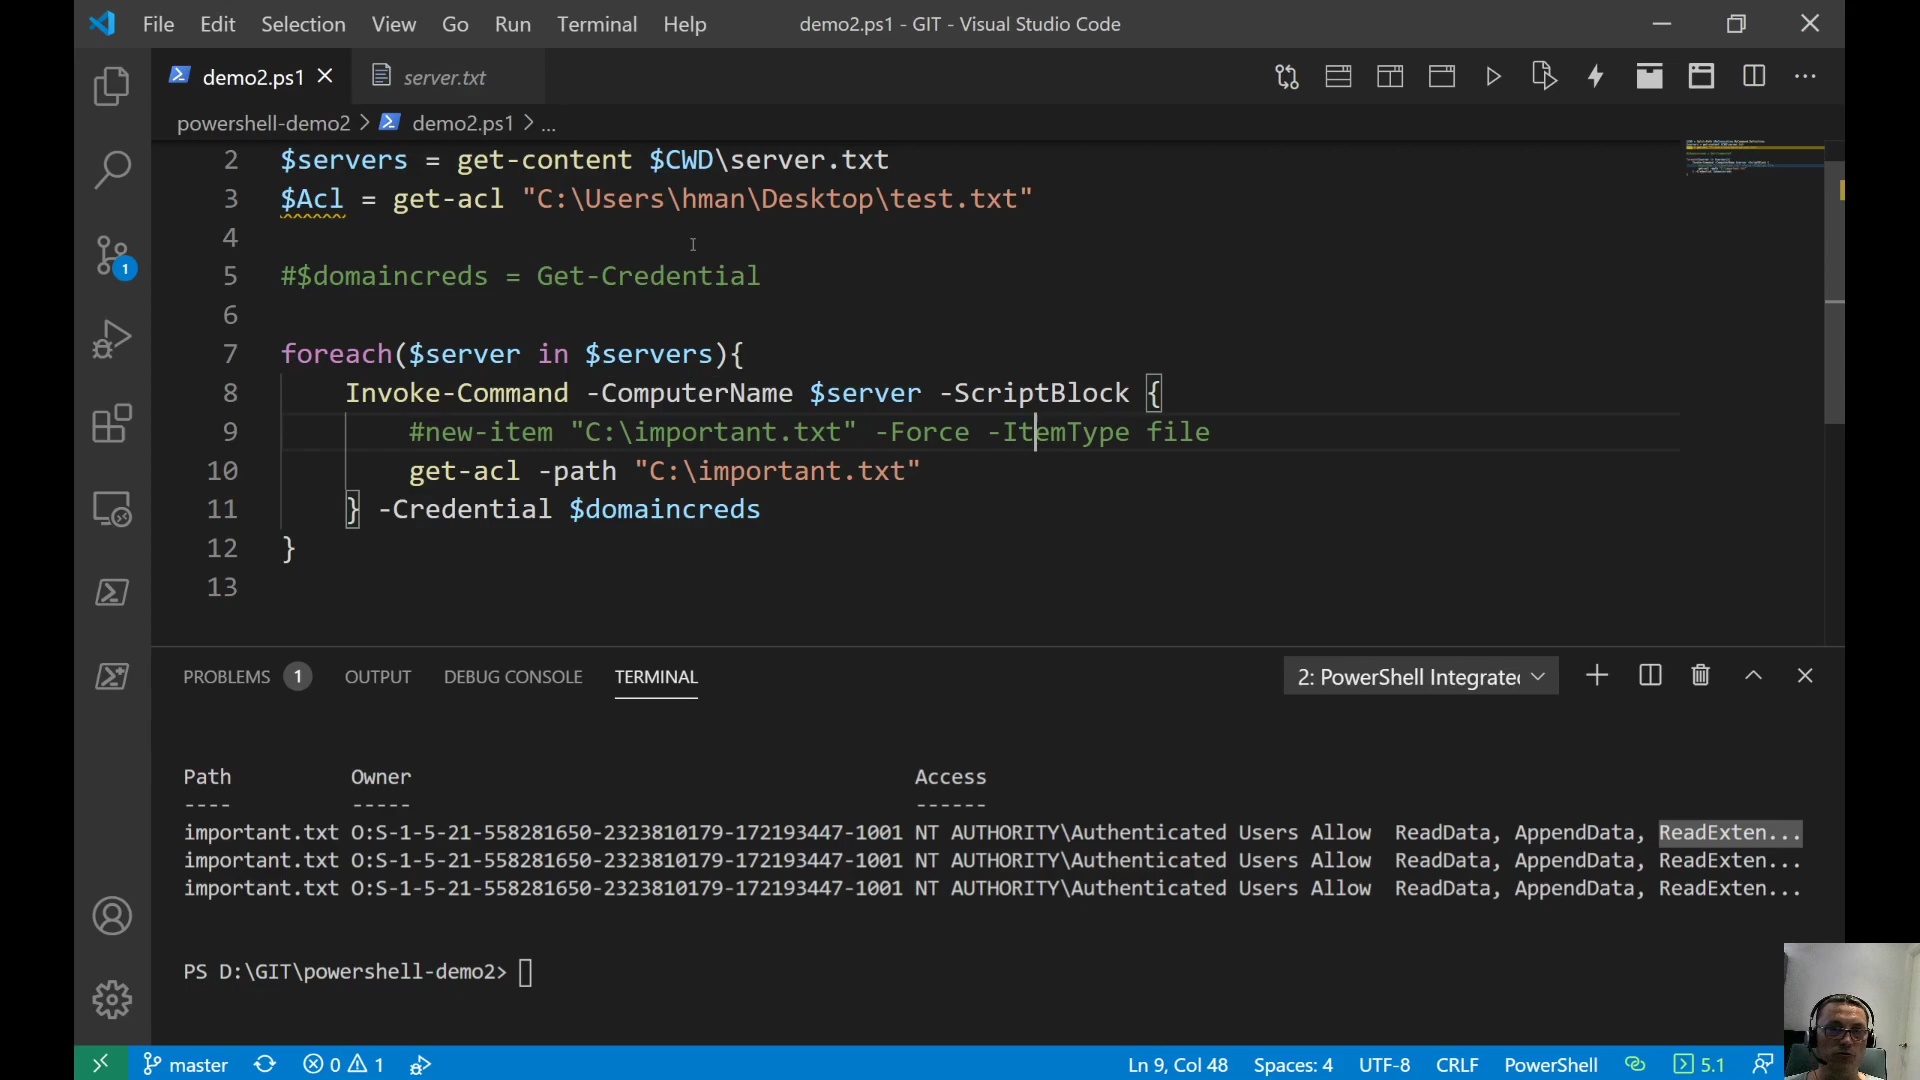 File Edit Selection View Go Run Terminal Help demo2.ps1 - GIT - Visual Studio Code
demo2.ps1 server.txt
powershell-demo2 > demo2.ps1 > ...
2 $servers = get-content $CWD\server.txt
3 $Acl = get-acl "C:\Users\hman\Desktop\test.txt"
4
5 #$domaincreds = Get-Credential
6
7 foreach($server in $servers){
8 Invoke-Command -ComputerName $server -ScriptBlock {
9 #new-item "C:\important.txt" -Force -ItemType file
10 get-acl -path "C:\important.txt"
11 } -Credential $domaincreds
12 }
13
1
PROBLEMS 1 OUTPUT DEBUG CONSOLE TERMINAL 2: PowerShell Integrated
Path Owner Access
---- ----- ------
important.txt O:S-1-5-21-558281650-2323810179-172193447-1001 NT AUTHORITY\Authenticated Users Allow ReadData, AppendData, ReadExten...
important.txt O:S-1-5-21-558281650-2323810179-172193447-1001 NT AUTHORITY\Authenticated Users Allow ReadData, AppendData, ReadExten...
important.txt O:S-1-5-21-558281650-2323810179-172193447-1001 NT AUTHORITY\Authenticated Users Allow ReadData, AppendData, ReadExten...
PS D:\GIT\powershell-demo2>
master 0 1 Ln 9, Col 48 Spaces: 4 UTF-8 CRLF PowerShell 5.1